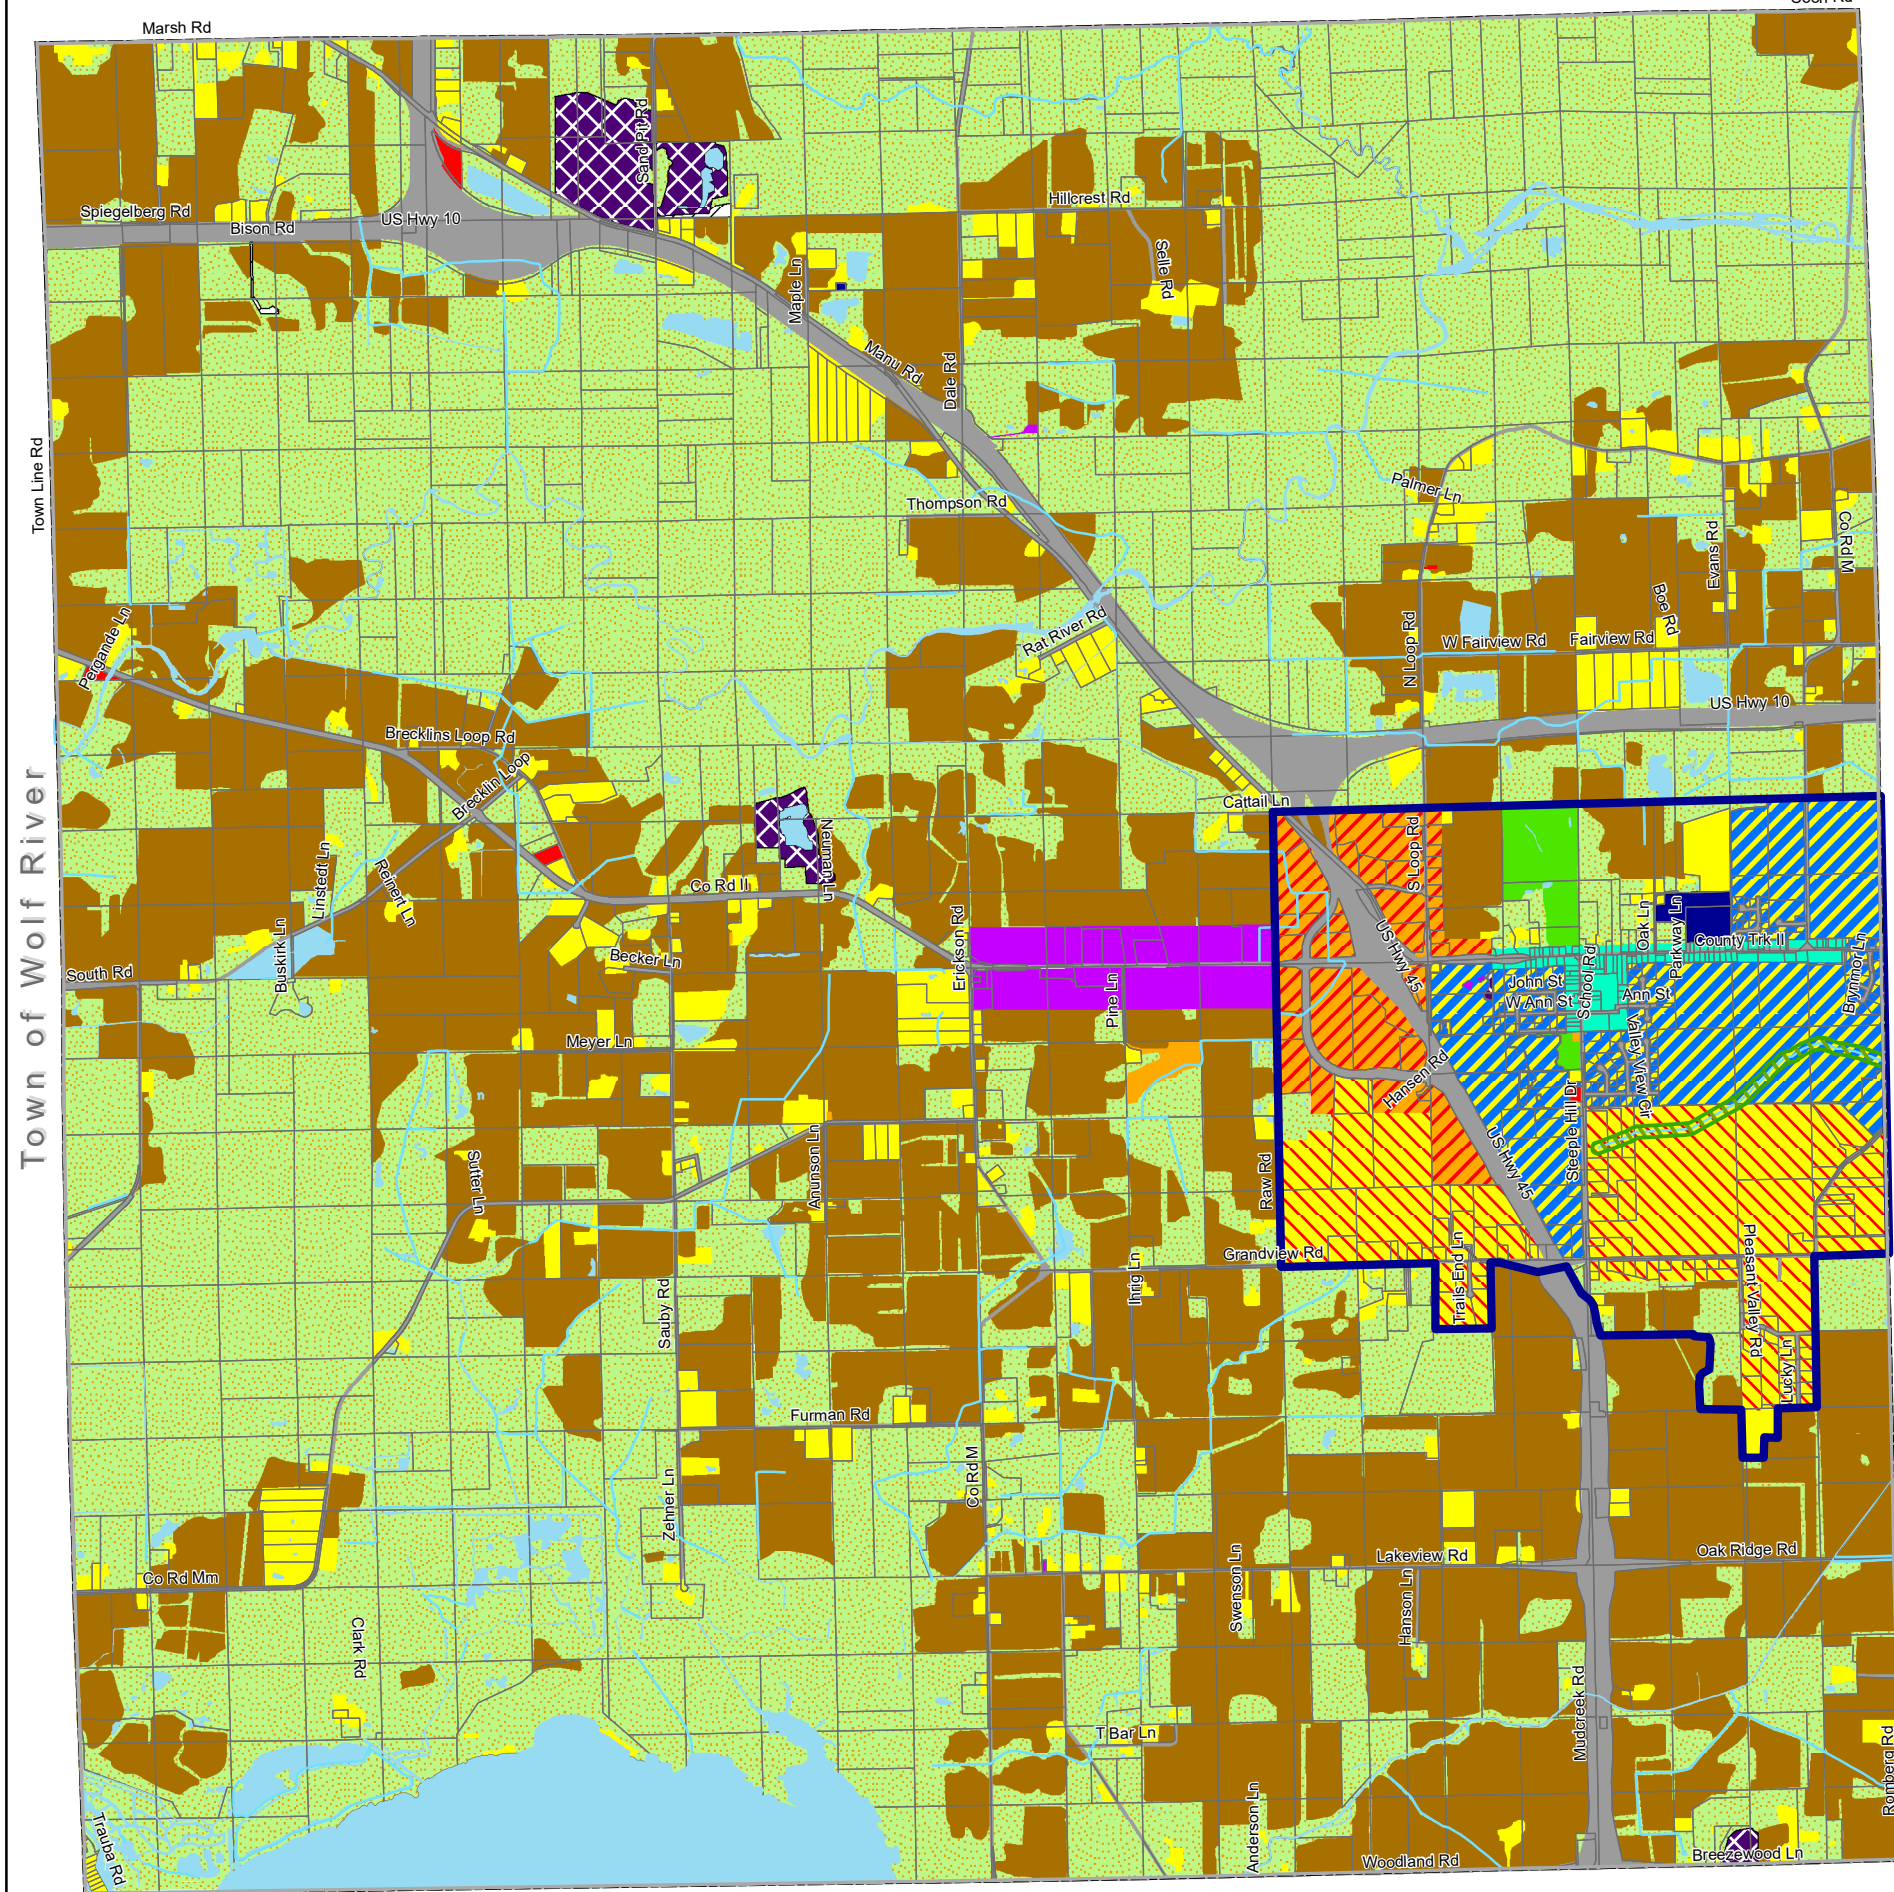 Marsh Rd
Sand Pit Rd
Spiegelberg Rd
Bison Rd
US Hwy 10
Hillcrest Rd
Selle Rd
Maple Ln
Manu Rd
Dale Rd
Town Line Rd
Thompson Rd
Palmer Ln
Co Rd M
Evans Rd
Boe Rd
Pergande Ln
Rat River Rd
N Loop Rd
W Fairview Rd
Fairview Rd
US Hwy 10
Brecklins Loop Rd
Brecklin Loop
Cattail Ln
Town of Wolf River
Linstedt Ln
Reinert Ln
Neuman Ln
Co Rd II
S Loop Rd
Buskirk Ln
Becker Ln
Erickson Rd
US Hwy 45
Oak Ln
Parkway Ln
County Trk II
Brynmor Ln
South Rd
Pine Ln
John St
W Ann St
School Rd
Ann St
Meyer Ln
Valley View Cir
Hansen Rd
Steeple Hill Dr
Sutter Ln
Anunson Ln
Raw Rd
US Hwy 45
Grandview Rd
Ihrig Ln
Trails End Ln
Pleasant Valley Rd
Sauby Rd
Lucky Ln
Furman Rd
Co Rd M
Zehner Ln
Co Rd Mm
Swenson Ln
Lakeview Rd
Oak Ridge Rd
Hanson Ln
Clark Rd
T Bar Ln
Mudcreek Rd
Romberg Rd
Trauba Rd
Anderson Ln
Woodland Rd
Breezewood Ln